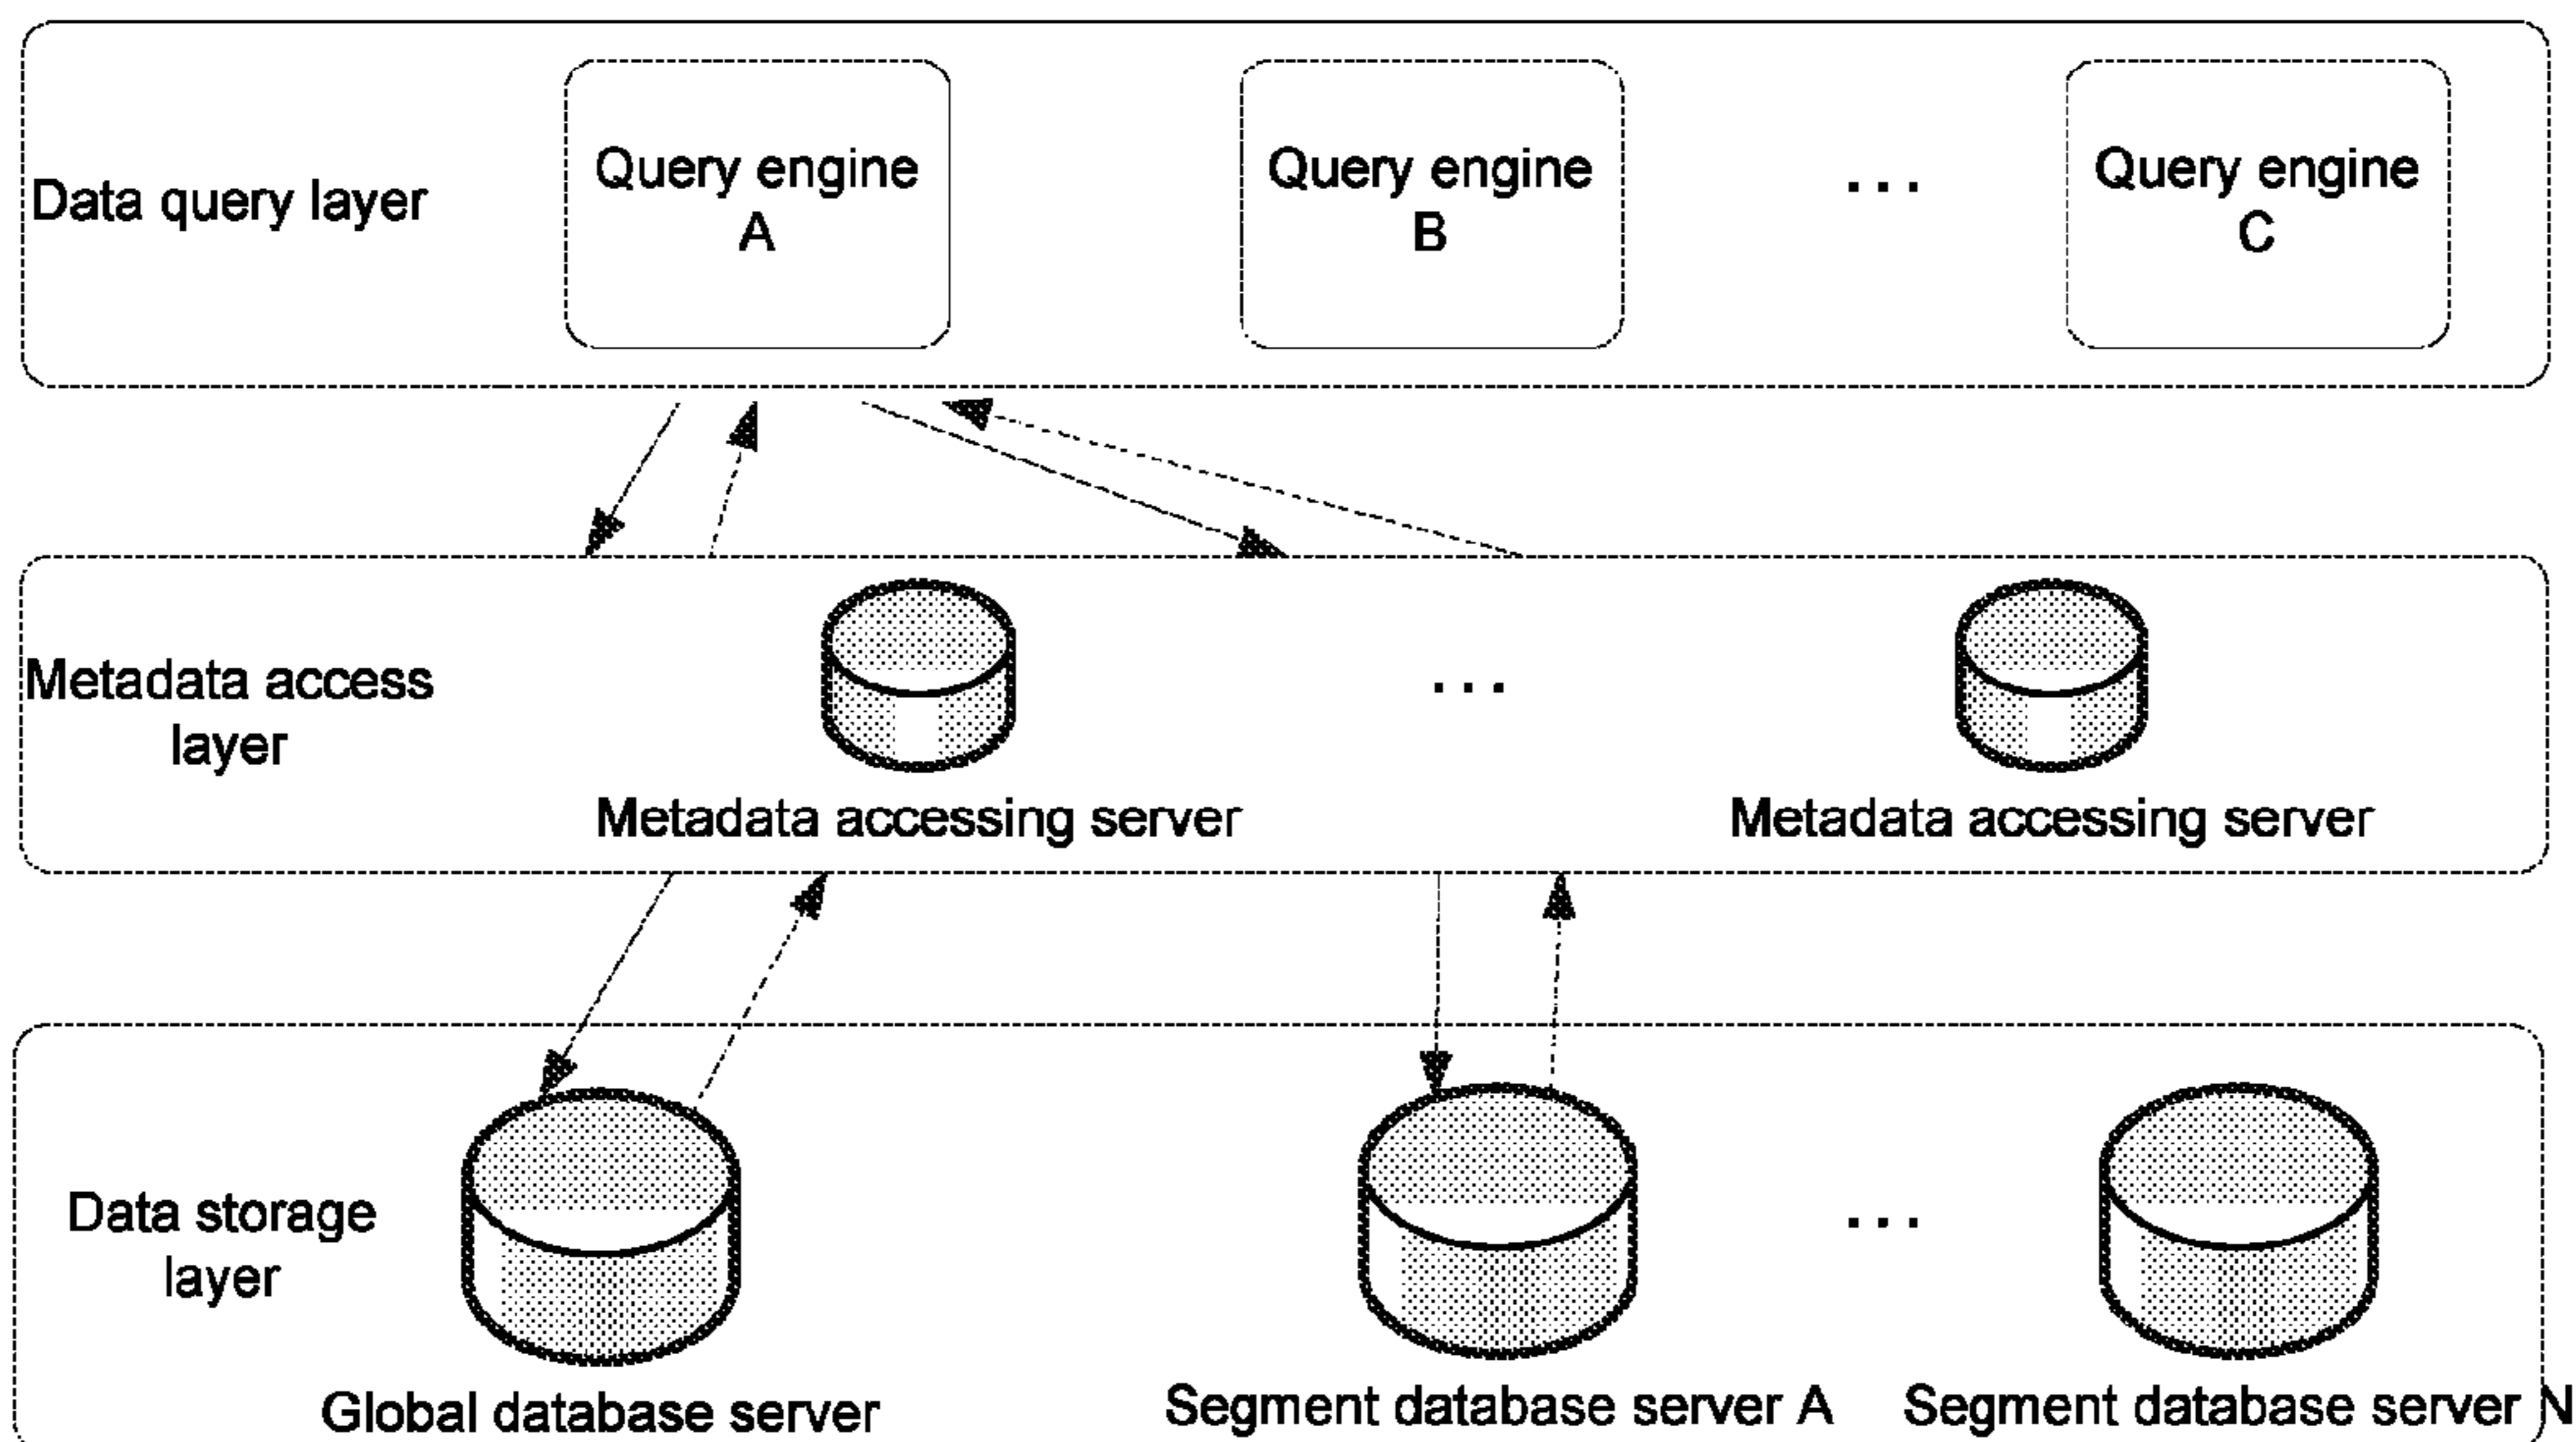 Data query layer
Query engine
A
Query engine
B
...
Query engine
C
Metadata access
layer
...
Metadata accessing server
Metadata accessing server
Data storage
layer
...
Global database server
Segment database server A
Segment database server N